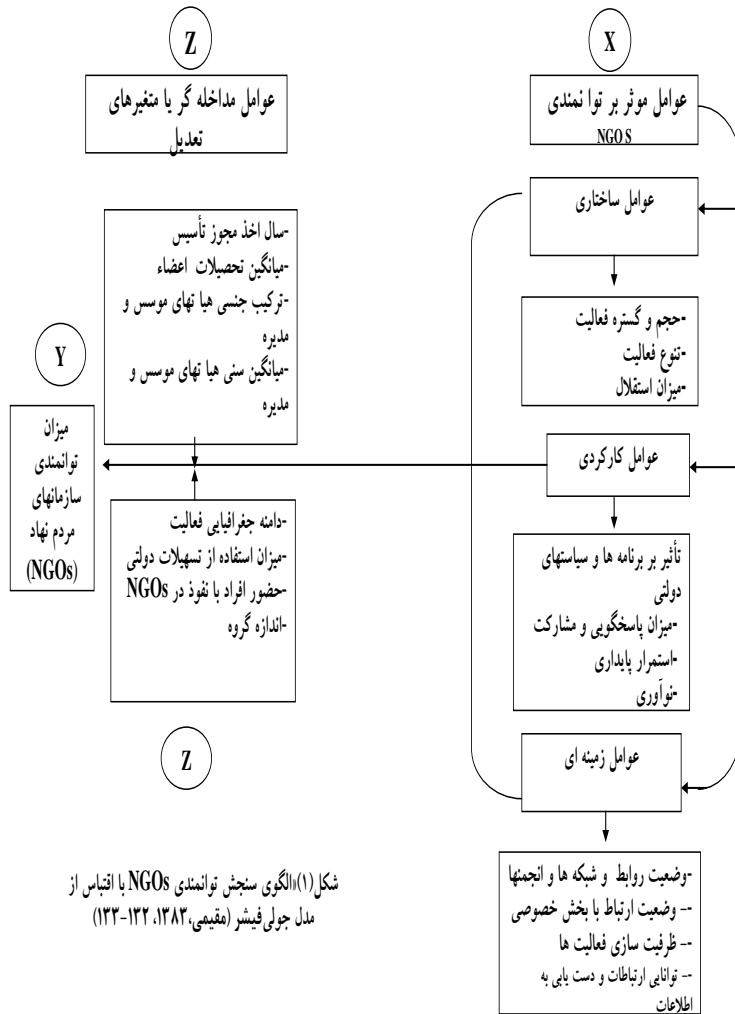 X
عوامل موثر بر توا نمندی
NGO S
عوامل ساختاری
-حجم و گستره فعالیت
-تنوع فعالیت
-میزان استقلال
عوامل کارکردی
تأثیر بر برنامه ها و سیاستهای
دولتی
-میزان پاسخگویی و مشارکت
-استمرار پایداری
-نوآوری
عوامل زمینه ای
-وضعیت روابط و شبکه ها و انجمنها
-- وضعیت ارتباط با بخش خصوصی
-- ظرفیت سازی فعالیت ها
-- توانایی ارتباطات و دست یابی به
اطلاعات
Z
عوامل مداخله گر یا متغیرهای
تعدیل
-سال اخذ مجوز تأسیس
-میانگین تحصیلات اعضاء
-ترکیب جنسی هیا تهای موسس و
مدیره
-میانگین سنی هیا تهای موسس و
مدیره
-دامنه جغرافیایی فعالیت
-میزان استفاده از تسهیلات دولتی
-حضور افراد با نفوذ در NGOs
-اندازه گروه
Z
Y
میزان
توانمندی
سازمانهای
مردم نهاد
(NGOs)
شکل(۱)«الگوی سنجش توانمندی NGOs با اقتباس از
مدل جولی فیشر (مقیمی،۱۳۸۳، ۱۳۲-۱۳۳)